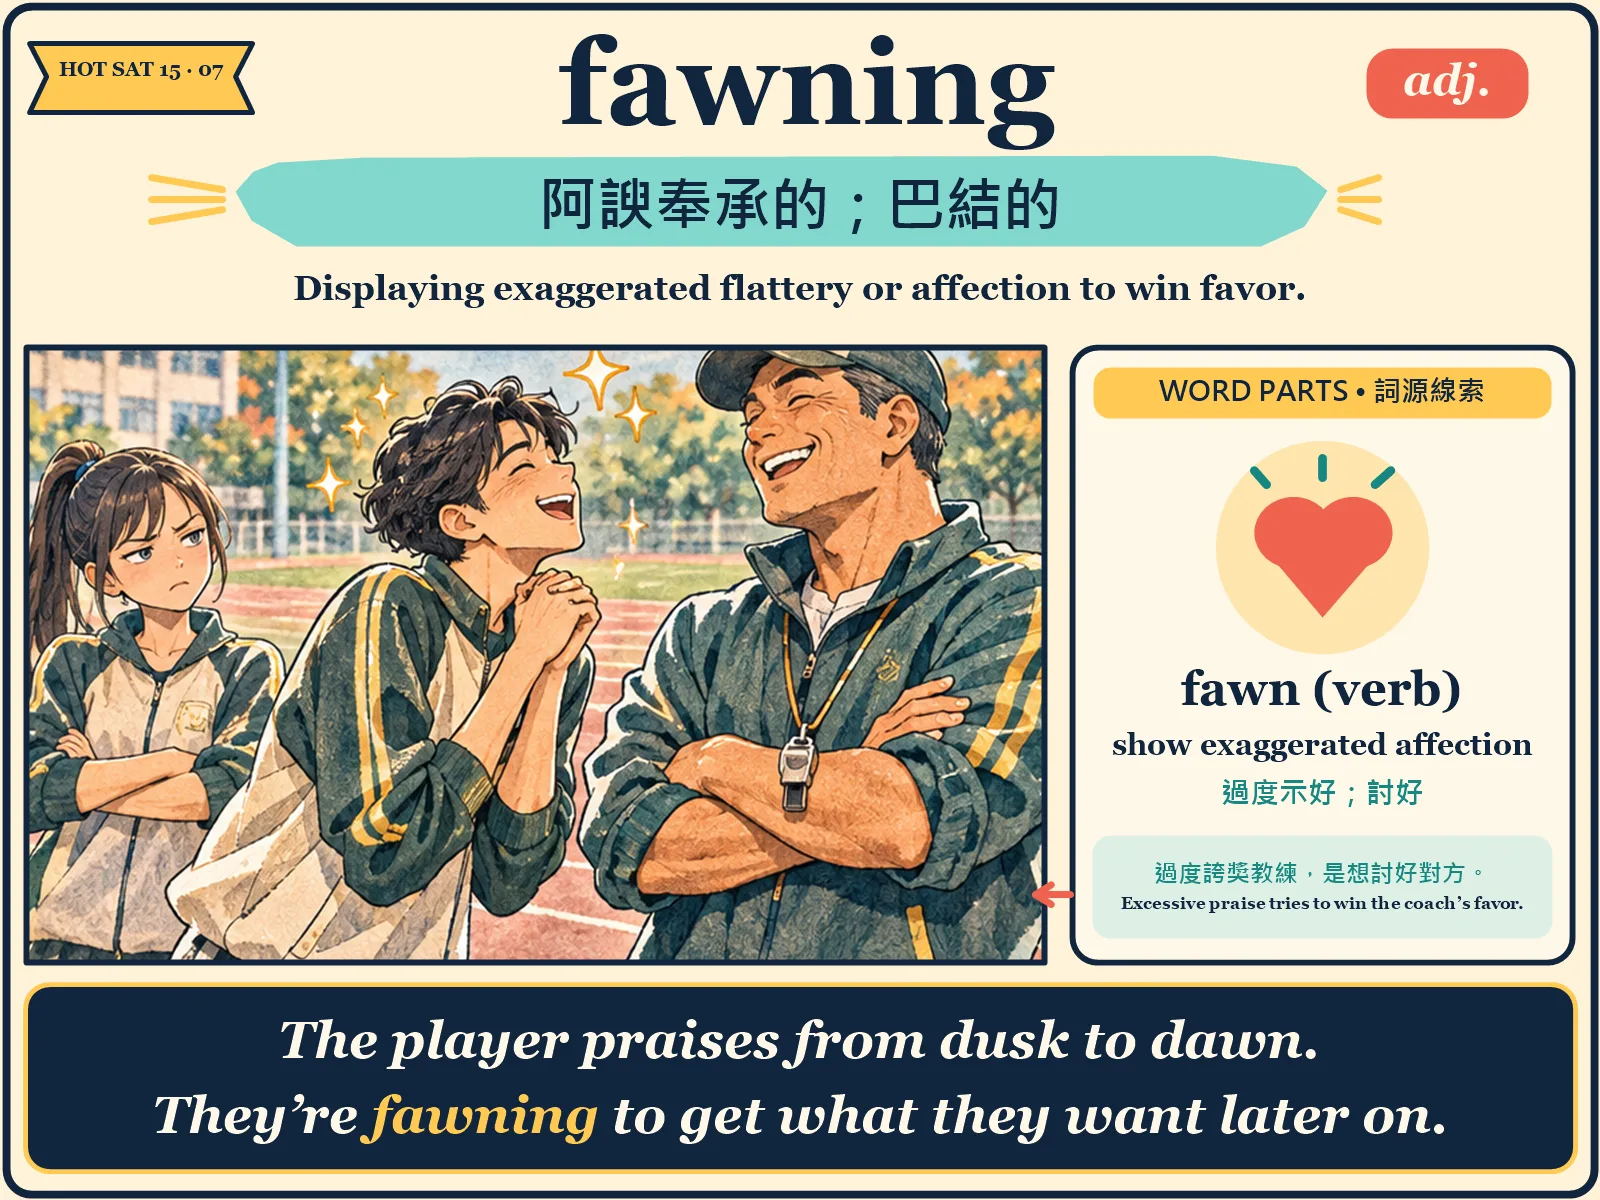 HOT SAT 15 · 07
fawning
adj.
阿諛奉承的；巴結的
Displaying exaggerated flattery or affection to win favor.
WORD PARTS • 詞源線索
fawn (verb)
show exaggerated affection
過度示好；討好
過度誇獎教練，是想討好對方。
Excessive praise tries to win the coach’s favor.
The player praises from dusk to dawn.
They’re fawning to get what they want later on.